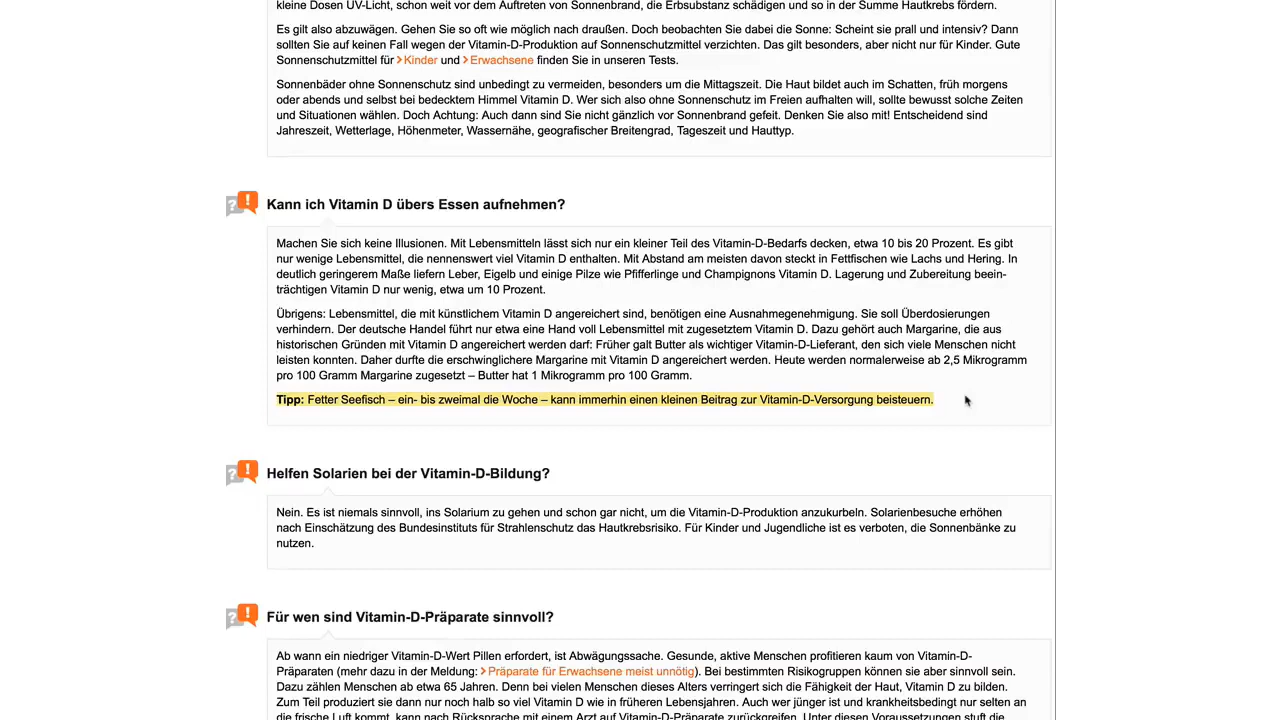 kleine Dosen UV-Licht, schon weit vor dem Auftreten von Sonnenbrand, die Erbsubstanz schädigen und so in der Summe Hautkrebs fördern.
Es gilt also abzuwägen. Gehen Sie so oft wie möglich nach draußen. Doch beobachten Sie dabei die Sonne: Scheint sie prall und intensiv? Dann
sollten Sie auf keinen Fall wegen der Vitamin-D-Produktion auf Sonnenschutzmittel verzichten. Das gilt besonders, aber nicht nur für Kinder. Gute
Sonnenschutzmittel für Kinder und Erwachsene finden Sie in unseren Tests.
Sonnenbäder ohne Sonnenschutz sind unbedingt zu vermeiden, besonders um die Mittagszeit. Die Haut bildet auch im Schatten, früh morgens
oder abends und selbst bei bedecktem Himmel Vitamin D. Wer sich also ohne Sonnenschutz im Freien aufhalten will, sollte bewusst solche Zeiten
und Situationen wählen. Doch Achtung: Auch dann sind Sie nicht gänzlich vor Sonnenbrand gefeit. Denken Sie also mit! Entscheidend sind
Jahreszeit, Wetterlage, Höhenmeter, Wassernähe, geografischer Breitengrad, Tageszeit und Hauttyp.
? ! Kann ich Vitamin D übers Essen aufnehmen?
Machen Sie sich keine Illusionen. Mit Lebensmitteln lässt sich nur ein kleiner Teil des Vitamin-D-Bedarfs decken, etwa 10 bis 20 Prozent. Es gibt
nur wenige Lebensmittel, die nennenswert viel Vitamin D enthalten. Mit Abstand am meisten davon steckt in Fettfischen wie Lachs und Hering. In
deutlich geringerem Maße liefern Leber, Eigelb und einige Pilze wie Pfifferlinge und Champignons Vitamin D. Lagerung und Zubereitung beein-
trächtigen Vitamin D nur wenig, etwa um 10 Prozent.
Übrigens: Lebensmittel, die mit künstlichem Vitamin D angereichert sind, benötigen eine Ausnahmegenehmigung. Sie soll Überdosierungen
verhindern. Der deutsche Handel führt nur etwa eine Hand voll Lebensmittel mit zugesetztem Vitamin D. Dazu gehört auch Margarine, die aus
historischen Gründen mit Vitamin D angereichert werden darf: Früher galt Butter als wichtiger Vitamin-D-Lieferant, den sich viele Menschen nicht
leisten konnten. Daher durfte die erschwinglichere Margarine mit Vitamin D angereichert werden. Heute werden normalerweise ab 2,5 Mikrogramm
pro 100 Gramm Margarine zugesetzt – Butter hat 1 Mikrogramm pro 100 Gramm.
Tipp: Fetter Seefisch – ein- bis zweimal die Woche – kann immerhin einen kleinen Beitrag zur Vitamin-D-Versorgung beisteuern.
? ! Helfen Solarien bei der Vitamin-D-Bildung?
Nein. Es ist niemals sinnvoll, ins Solarium zu gehen und schon gar nicht, um die Vitamin-D-Produktion anzukurbeln. Solarienbesuche erhöhen
nach Einschätzung des Bundesinstituts für Strahlenschutz das Hautkrebsrisiko. Für Kinder und Jugendliche ist es verboten, die Sonnenbänke zu
nutzen.
? ! Für wen sind Vitamin-D-Präparate sinnvoll?
Ab wann ein niedriger Vitamin-D-Wert Pillen erfordert, ist Abwägungssache. Gesunde, aktive Menschen profitieren kaum von Vitamin-D-
Präparaten (mehr dazu in der Meldung: Präparate für Erwachsene meist unnötig). Bei bestimmten Risikogruppen können sie aber sinnvoll sein.
Dazu zählen Menschen ab etwa 65 Jahren. Denn bei vielen Menschen dieses Alters verringert sich die Fähigkeit der Haut, Vitamin D zu bilden.
Zum Teil produziert sie dann nur noch halb so viel Vitamin D wie in früheren Lebensjahren. Auch wer jünger ist und krankheitsbedingt nur selten an
die frische Luft kommt, kann nach Rücksprache mit einem Arzt auf Vitamin-D-Präparate zurückgreifen. Unter diesen Voraussetzungen stuft die